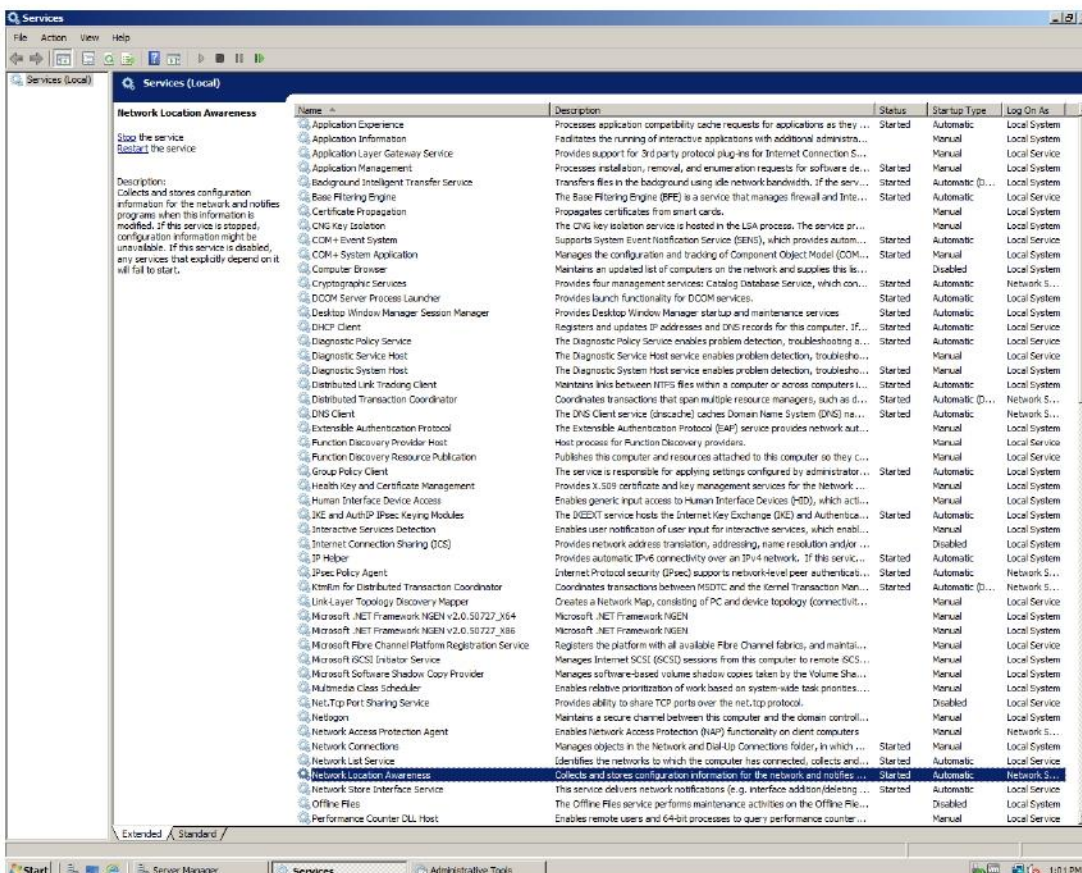 Services
File Action View Help
Services (Local)
Services (Local)
Network Location Awareness
Stop the service
Restart the service
Description:
Collects and stores configuration
information for the network and notifies
programs when this information is
modified. If this service is stopped,
configuration information might be
unavailable. If this service is disabled,
any services that explicitly depend on it
will fail to start.
Name Description Status Startup Type Log On As
Application Experience Processes application compatibility cache requests for applications as they ... Started Automatic Local System
Application Information Facilitates the running of interactive applications with additional administra... Manual Local System
Application Layer Gateway Service Provides support for 3rd party protocol plug-ins for Internet Connection S... Manual Local Service
Application Management Processes installation, removal, and enumeration requests for software de... Started Manual Local System
Background Intelligent Transfer Service Transfers files in the background using idle network bandwidth. If the serv... Started Automatic (D... Local System
Base Filtering Engine The Base Filtering Engine (BFE) is a service that manages firewall and Inte... Started Automatic Local Service
Certificate Propagation Propagates certificates from smart cards. Manual Local System
CNG Key Isolation The CNG key isolation service is hosted in the LSA process. The service pr... Manual Local System
COM+ Event System Supports System Event Notification Service (SENS), which provides autom... Started Automatic Local Service
COM+ System Application Manages the configuration and tracking of Component Object Model (COM... Started Manual Local System
Computer Browser Maintains an updated list of computers on the network and supplies this lis... Disabled Local System
Cryptographic Services Provides four management services: Catalog Database Service, which con... Started Automatic Network S...
DCOM Server Process Launcher Provides launch functionality for DCOM services. Started Automatic Local System
Desktop Window Manager Session Manager Provides Desktop Window Manager startup and maintenance services Started Automatic Local System
DHCP Client Registers and updates IP addresses and DNS records for this computer. If... Started Automatic Local Service
Diagnostic Policy Service The Diagnostic Policy Service enables problem detection, troubleshooting a... Started Automatic Local Service
Diagnostic Service Host The Diagnostic Service Host service enables problem detection, troublesho... Manual Local Service
Diagnostic System Host The Diagnostic System Host service enables problem detection, troublesho... Started Manual Local System
Distributed Link Tracking Client Maintains links between NTFS files within a computer or across computers i... Started Automatic Local System
Distributed Transaction Coordinator Coordinates transactions that span multiple resource managers, such as d... Started Automatic (D... Network S...
DNS Client The DNS Client service (dnscache) caches Domain Name System (DNS) na... Started Automatic Network S...
Extensible Authentication Protocol The Extensible Authentication Protocol (EAP) service provides network aut... Manual Local System
Function Discovery Provider Host Host process for Function Discovery providers. Manual Local Service
Function Discovery Resource Publication Publishes this computer and resources attached to this computer so they c... Manual Local Service
Group Policy Client The service is responsible for applying settings configured by administrator... Started Automatic Local System
Health Key and Certificate Management Provides X.509 certificate and key management services for the Network ... Manual Local System
Human Interface Device Access Enables generic input access to Human Interface Devices (HID), which acti... Manual Local System
IKE and AuthIP IPsec Keying Modules The IKEEXT service hosts the Internet Key Exchange (IKE) and Authentica... Started Automatic Local System
Interactive Services Detection Enables user notification of user input for interactive services, which enabl... Manual Local System
Internet Connection Sharing (ICS) Provides network address translation, addressing, name resolution and/or ... Disabled Local System
IP Helper Provides automatic IPv6 connectivity over an IPv4 network. If this servic... Started Automatic Local System
IPsec Policy Agent Internet Protocol security (IPsec) supports network-level peer authenticati... Started Automatic Network S...
KtmRm for Distributed Transaction Coordinator Coordinates transactions between MSDTC and the Kernel Transaction Man... Started Automatic (D... Network S...
Link-Layer Topology Discovery Mapper Creates a Network Map, consisting of PC and device topology (connectivit... Manual Local Service
Microsoft .NET Framework NGEN v2.0.50727_X64 Microsoft .NET Framework NGEN Manual Local System
Microsoft .NET Framework NGEN v2.0.50727_X86 Microsoft .NET Framework NGEN Manual Local System
Microsoft Fibre Channel Platform Registration Service Registers the platform with all available Fibre Channel fabrics, and maintai... Manual Local Service
Microsoft iSCSI Initiator Service Manages Internet SCSI (iSCSI) sessions from this computer to remote iSCS... Manual Local System
Microsoft Software Shadow Copy Provider Manages software-based volume shadow copies taken by the Volume Sha... Manual Local System
Multimedia Class Scheduler Enables relative prioritization of work based on system-wide task priorities.... Manual Local System
Net.Tcp Port Sharing Service Provides ability to share TCP ports over the net.tcp protocol. Disabled Local Service
Netlogon Maintains a secure channel between this computer and the domain controll... Manual Local System
Network Access Protection Agent Enables Network Access Protection (NAP) functionality on client computers Manual Network S...
Network Connections Manages objects in the Network and Dial-Up Connections folder, in which ... Started Manual Local System
Network List Service Identifies the networks to which the computer has connected, collects and... Started Automatic Local Service
Network Location Awareness Collects and stores configuration information for the network and notifies ... Started Automatic Network S...
Network Store Interface Service This service delivers network notifications (e.g. interface addition/deleting ... Started Automatic Local Service
Offline Files The Offline Files service performs maintenance activities on the Offline File... Disabled Local System
Performance Counter DLL Host Enables remote users and 64-bit processes to query performance counter... Manual Local Service
Extended Standard
Start Server Manager Services Administrative Tools 1:01 PM